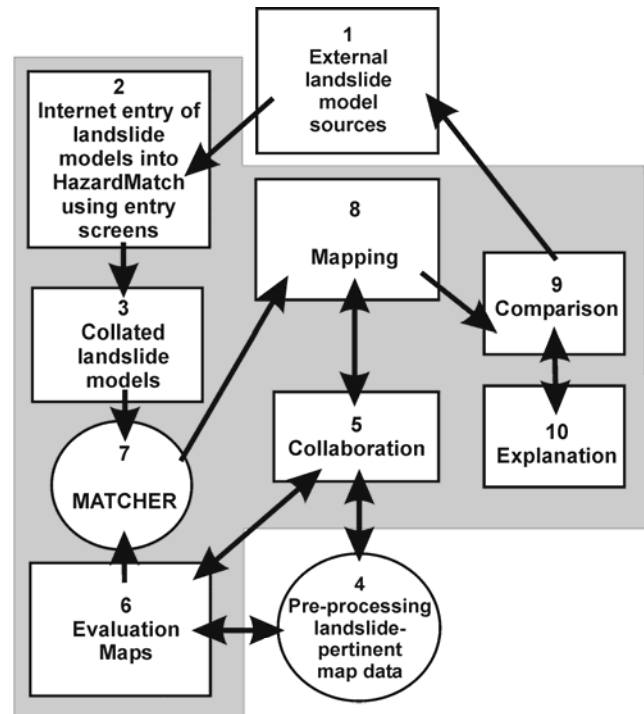 1
External
landslide
model
sources
2
Internet entry of
landslide
models into
HazardMatch
using entry
screens
3
Collated
landslide
models
7
MATCHER
6
Evaluation
Maps
8
Mapping
5
Collaboration
4
Pre-processing
landslide-
pertinent
map data
9
Comparison
10
Explanation